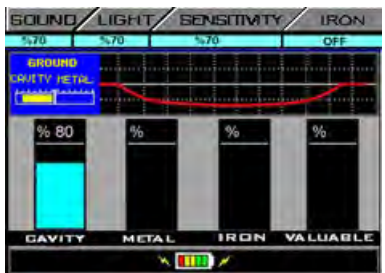 SOUND LIGHT SENSITIVITY IRON
%70 %70 %70 OFF
GROUND
CAVITY METAL
% 80 % % %
CAVITY METAL IRON VALUABLE